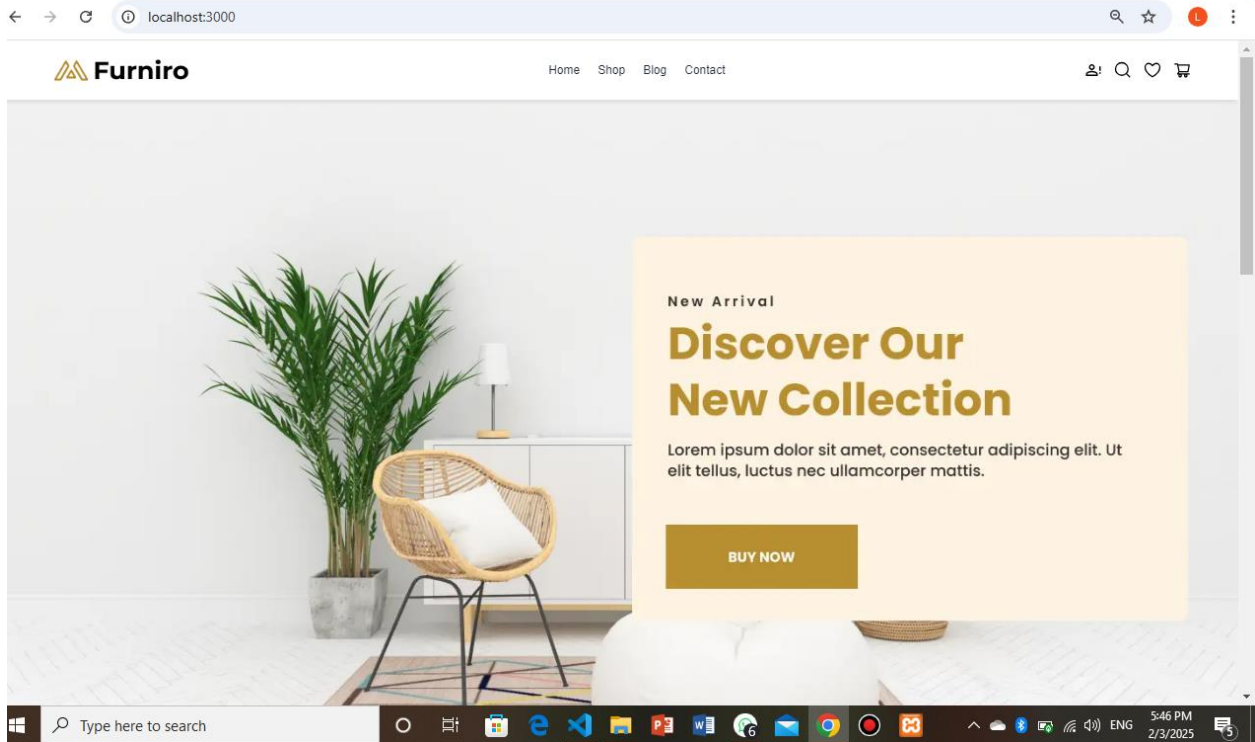 localhost:3000
L
Furniro
Home Shop Blog Contact
New Arrival
Discover Our
New Collection
Lorem ipsum dolor sit amet, consectetur adipiscing elit. Ut
elit tellus, luctus nec ullamcorper mattis.
BUY NOW
Type here to search
6
ENG
5:46 PM
2/3/2025
5